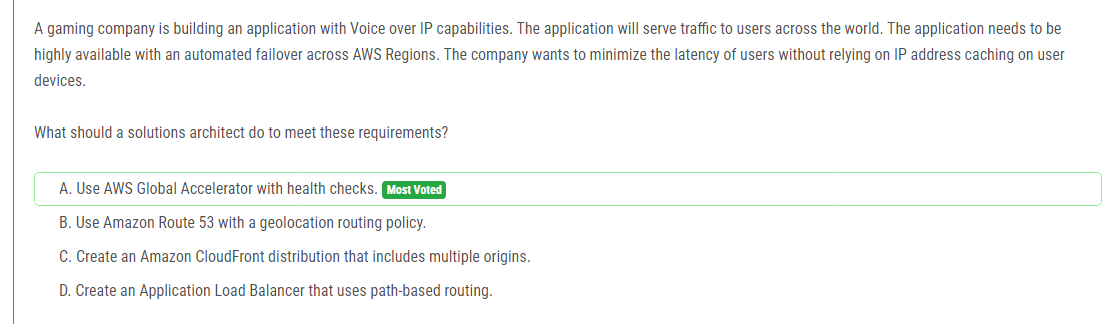 A gaming company is building an application with Voice over IP capabilities. The application will serve traffic to users across the world. The application needs to be
highly available with an automated failover across AWS Regions. The company wants to minimize the latency of users without relying on IP address caching on user
devices.
What should a solutions architect do to meet these requirements?
A. Use AWS Global Accelerator with health checks. Most Voted
B. Use Amazon Route 53 with a geolocation routing policy.
C. Create an Amazon CloudFront distribution that includes multiple origins.
D. Create an Application Load Balancer that uses path-based routing.